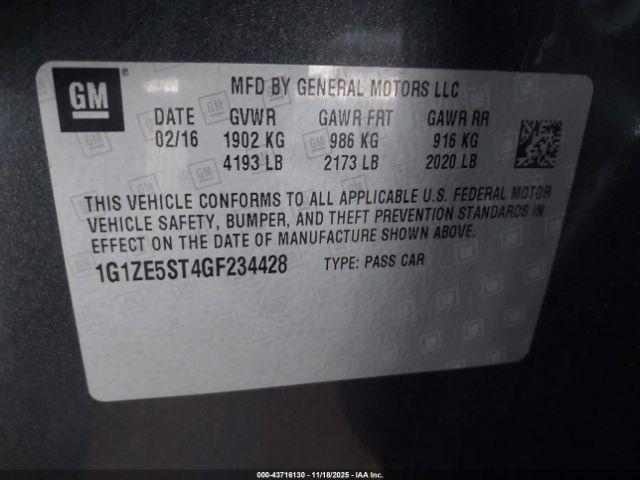 GM ®
MFD BY GENERAL MOTORS LLC
DATE GVWR GAWR FRT GAWR RR
02/16 1902 KG 986 KG 916 KG
4193 LB 2173 LB 2020 LB
THIS VEHICLE CONFORMS TO ALL APPLICABLE U.S. FEDERAL MOTOR
VEHICLE SAFETY, BUMPER, AND THEFT PREVENTION STANDARDS IN
EFFECT ON THE DATE OF MANUFACTURE SHOWN ABOVE.
1G1ZE5ST4GF234428 TYPE: PASS CAR
000-43716130 - 11/18/2025 - IAA Inc.